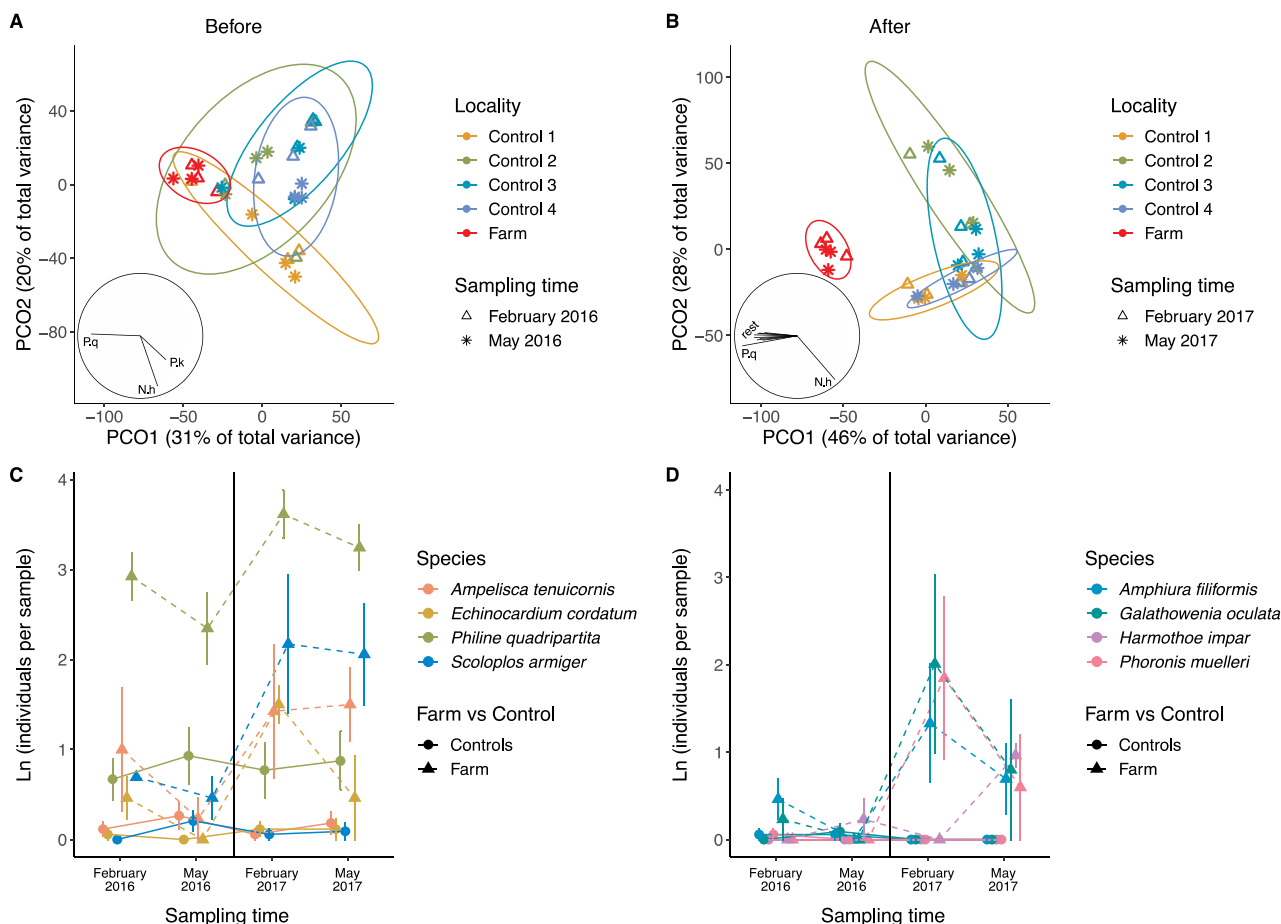 A
Before
PCO2 (20% of total variance)
40
0
−40
−80
−100
−50
0
50
PCO1 (31% of total variance)
P.q
P.k
N.h
Locality
Control 1
Control 2
Control 3
Control 4
Farm
Sampling time
February 2016
May 2016
B
After
PCO2 (28% of total variance)
100
50
0
−50
−100
−50
0
50
PCO1 (46% of total variance)
rest
P.q
N.h
Locality
Control 1
Control 2
Control 3
Control 4
Farm
Sampling time
February 2017
May 2017
C
Ln (individuals per sample)
4
3
2
1
0
February
2016
May
2016
February
2017
May
2017
Sampling time
Species
Ampelisca tenuicornis
Echinocardium cordatum
Philine quadripartita
Scoloplos armiger
Farm vs Control
Controls
Farm
D
Ln (individuals per sample)
4
3
2
1
0
February
2016
May
2016
February
2017
May
2017
Sampling time
Species
Amphiura filiformis
Galathowenia oculata
Harmothoe impar
Phoronis muelleri
Farm vs Control
Controls
Farm